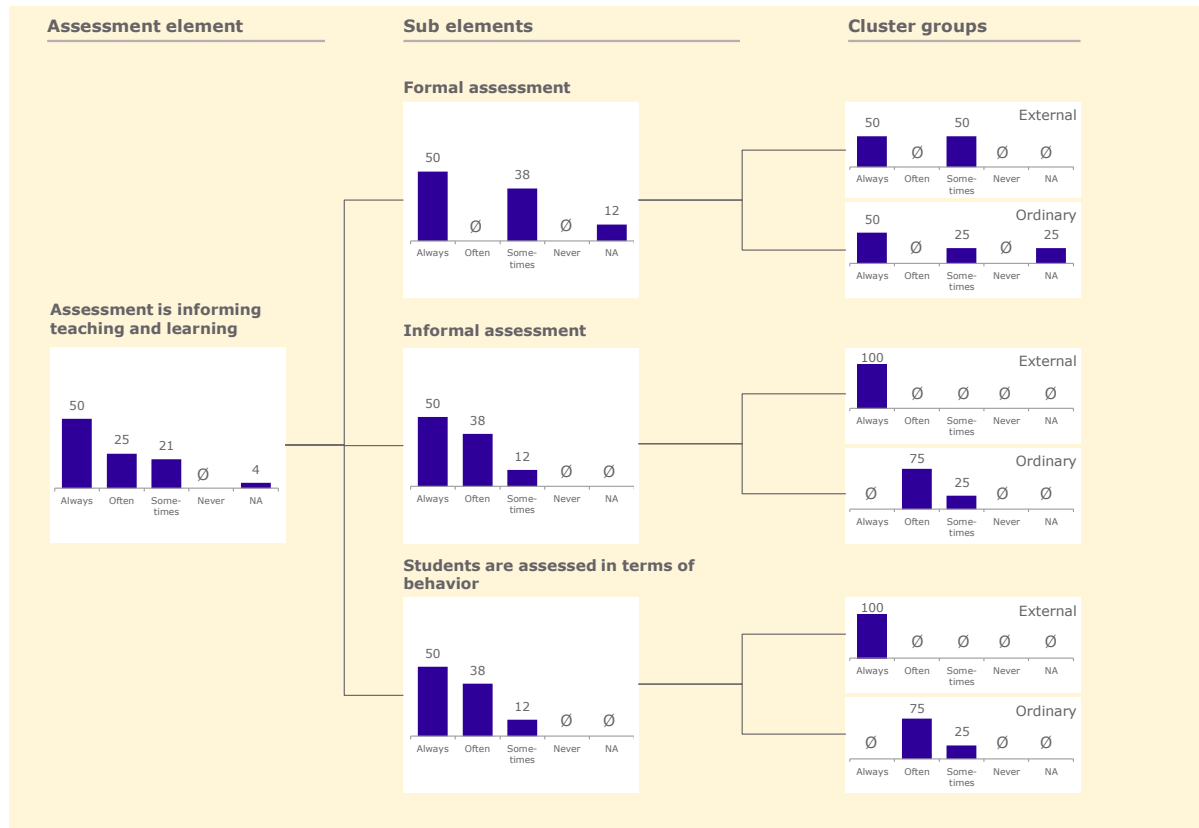 Assessment element
Sub elements
Cluster groups
Formal assessment
50
Ø
38
Ø
12
Always Often Some- Never NA
times
External
50
Ø
50
Ø
Ø
Always Often Some- Never NA
times
Ordinary
50
Ø
25
Ø
25
Always Often Some- Never NA
times
Assessment is informing
teaching and learning
50
25
21
Ø
4
Always Often Some- Never NA
times
Informal assessment
50
38
12
Ø
Ø
Always Often Some- Never NA
times
External
100
Ø
Ø
Ø
Ø
Always Often Some- Never NA
times
Ordinary
Ø
75
25
Ø
Ø
Always Often Some- Never NA
times
Students are assessed in terms of
behavior
50
38
12
Ø
Ø
Always Often Some- Never NA
times
External
100
Ø
Ø
Ø
Ø
Always Often Some- Never NA
times
Ordinary
Ø
75
25
Ø
Ø
Always Often Some- Never NA
times